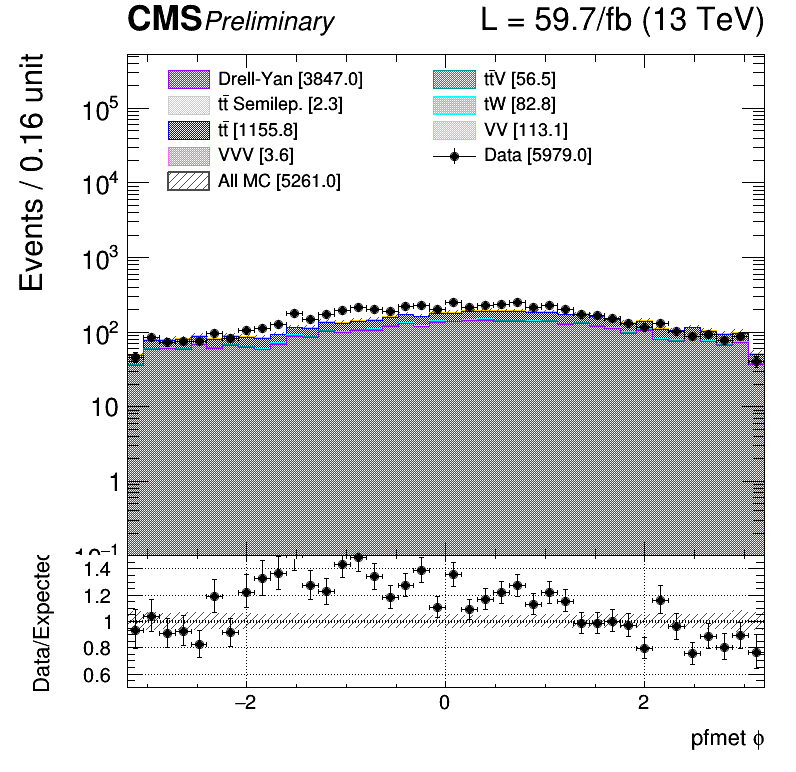 CMS Preliminary L = 59.7/fb (13 TeV)
Events / 0.16 unit
10⁵
10⁴
10³
10²
10
1
Drell-Yan [3847.0]
tt̄ Semilep. [2.3]
tt̄ [1155.8]
VVV [3.6]
All MC [5261.0]
tt̄V [56.5]
tW [82.8]
VV [113.1]
Data [5979.0]
Data/Expected
1.4
1.2
1
0.8
0.6
−2 0 2
pfmet ϕ